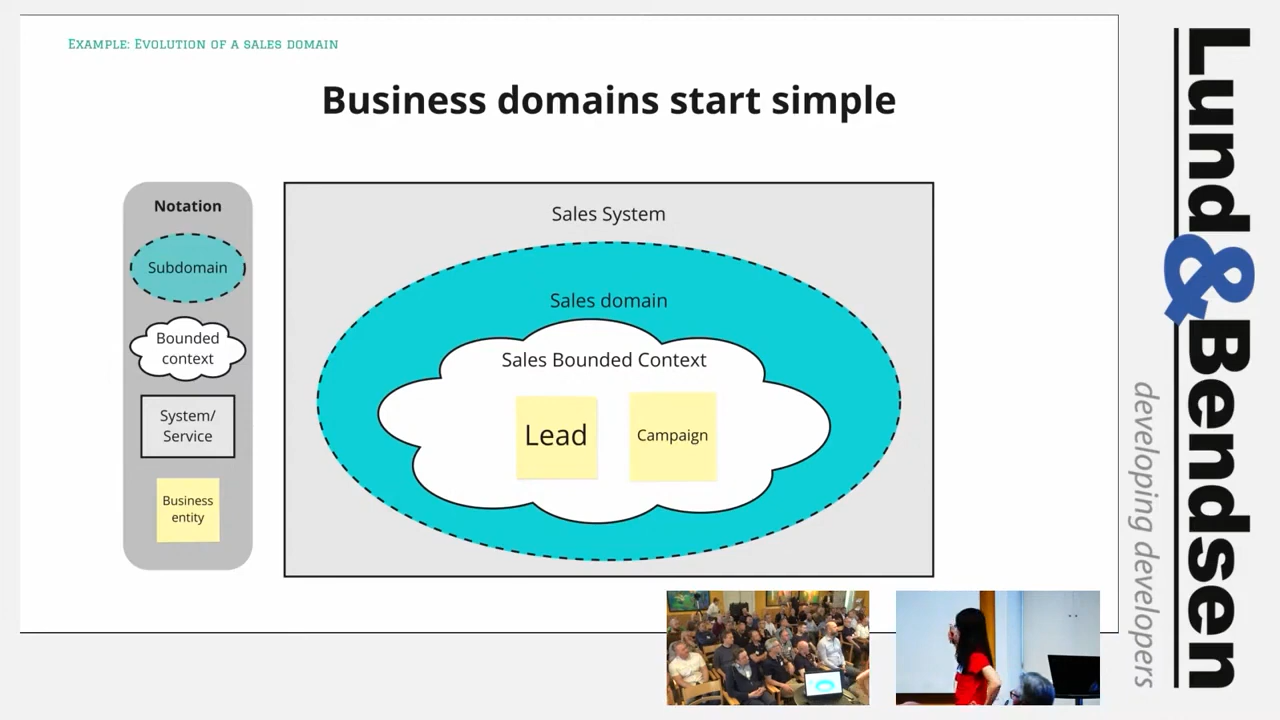 Example: Evolution of a sales domain
Business domains start simple
Notation
Subdomain
Bounded
context
System/
Service
Business
entity
Sales System
Sales domain
Sales Bounded Context
Lead
Campaign
Lund&Bendsen
developing developers